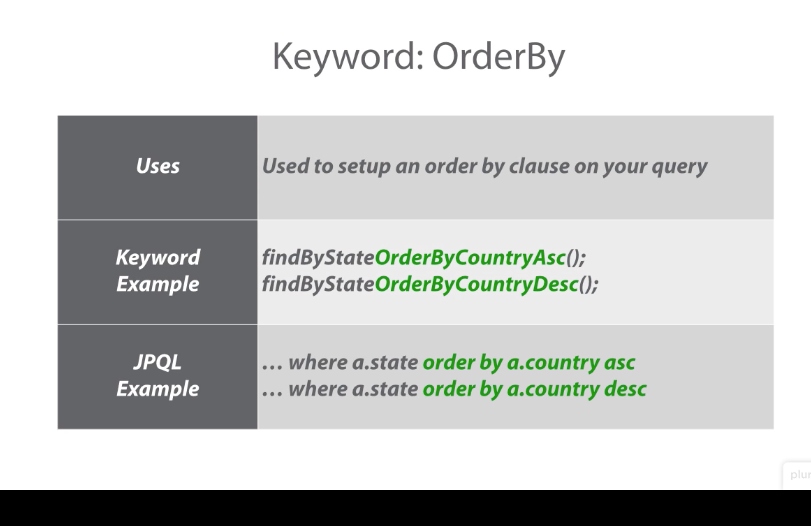 Keyword: OrderBy
Uses
Used to setup an order by clause on your query
Keyword
Example
findByStateOrderByCountryAsc();
findByStateOrderByCountryDesc();
JPQL
Example
... where a.state order by a.country asc
... where a.state order by a.country desc
plur